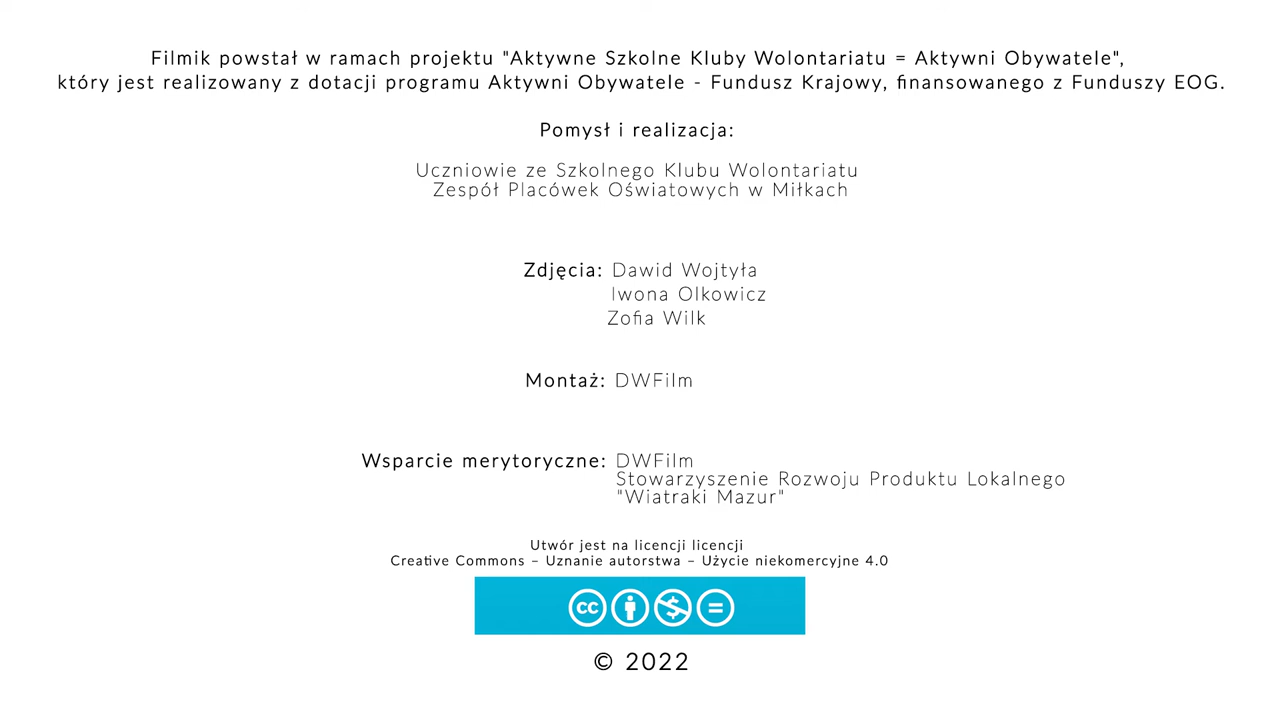 Filmik powstał w ramach projektu "Aktywne Szkolne Kluby Wolontariatu = Aktywni Obywatele",
który jest realizowany z dotacji programu Aktywni Obywatele - Fundusz Krajowy, finansowanego z Funduszy EOG.
Pomysł i realizacja:
Uczniowie ze Szkolnego Klubu Wolontariatu
Zespół Placówek Oświatowych w Miłkach
Zdjęcia: Dawid Wojtyła
Iwona Olkowicz
Zofia Wilk
Montaż: DWFilm
Wsparcie merytoryczne: DWFilm
Stowarzyszenie Rozwoju Produktu Lokalnego
"Wiatraki Mazur"
Utwór jest na licencji licencji
Creative Commons – Uznanie autorstwa – Użycie niekomercyjne 4.0
cc $ =
© 2022